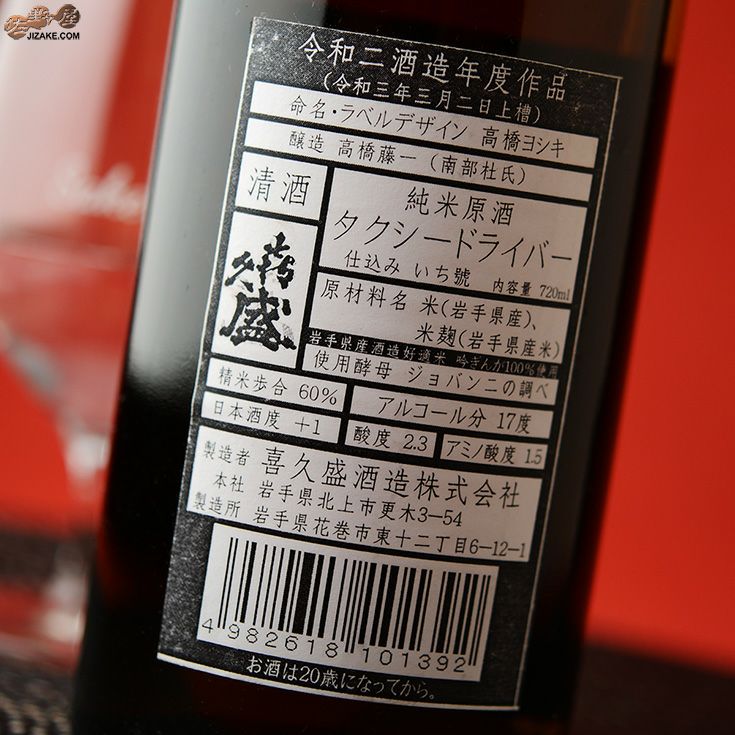 JIZAKE.COM
令和二酒造年度作品
（令和三年三月二日上槽）
命名・ラベルデザイン 高橋ヨシキ
醸造 高橋藤一（南部杜氏）
清酒
純米原酒
タクシードライバー
仕込み いち號 内容量 720ml
喜久盛
原材料名 米（岩手県産）、
米麹（岩手県産米）
岩手県産酒造好適米 吟ぎんが100%使用
使用酵母 ジョバンニの調べ
精米歩合 60%
アルコール分 17度
日本酒度 +1
酸度 2.3
アミノ酸度 1.5
製造者 喜久盛酒造株式会社
本社 岩手県北上市更木3-54
製造所 岩手県花巻市東十二丁目6-12-1
4 982618 101392
お酒は20歳になってから。